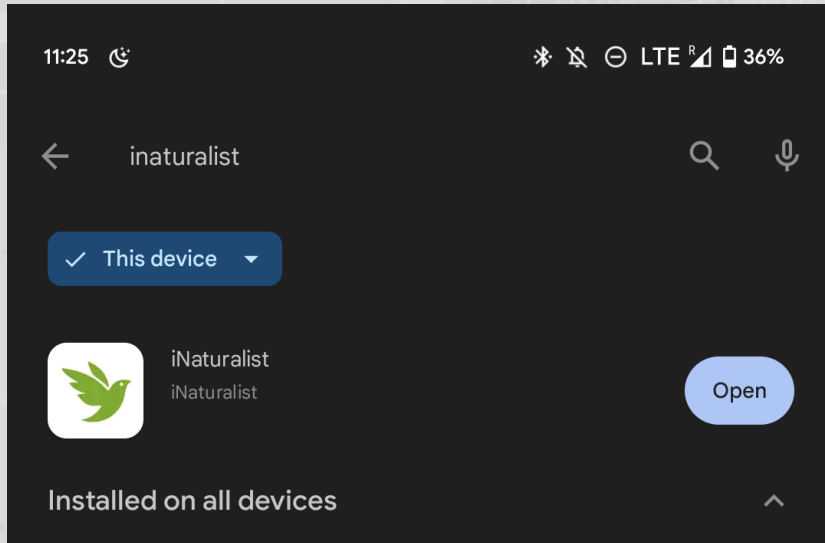 11:25 LTE R 36%
inaturalist
This device
iNaturalist
iNaturalist
Open
Installed on all devices